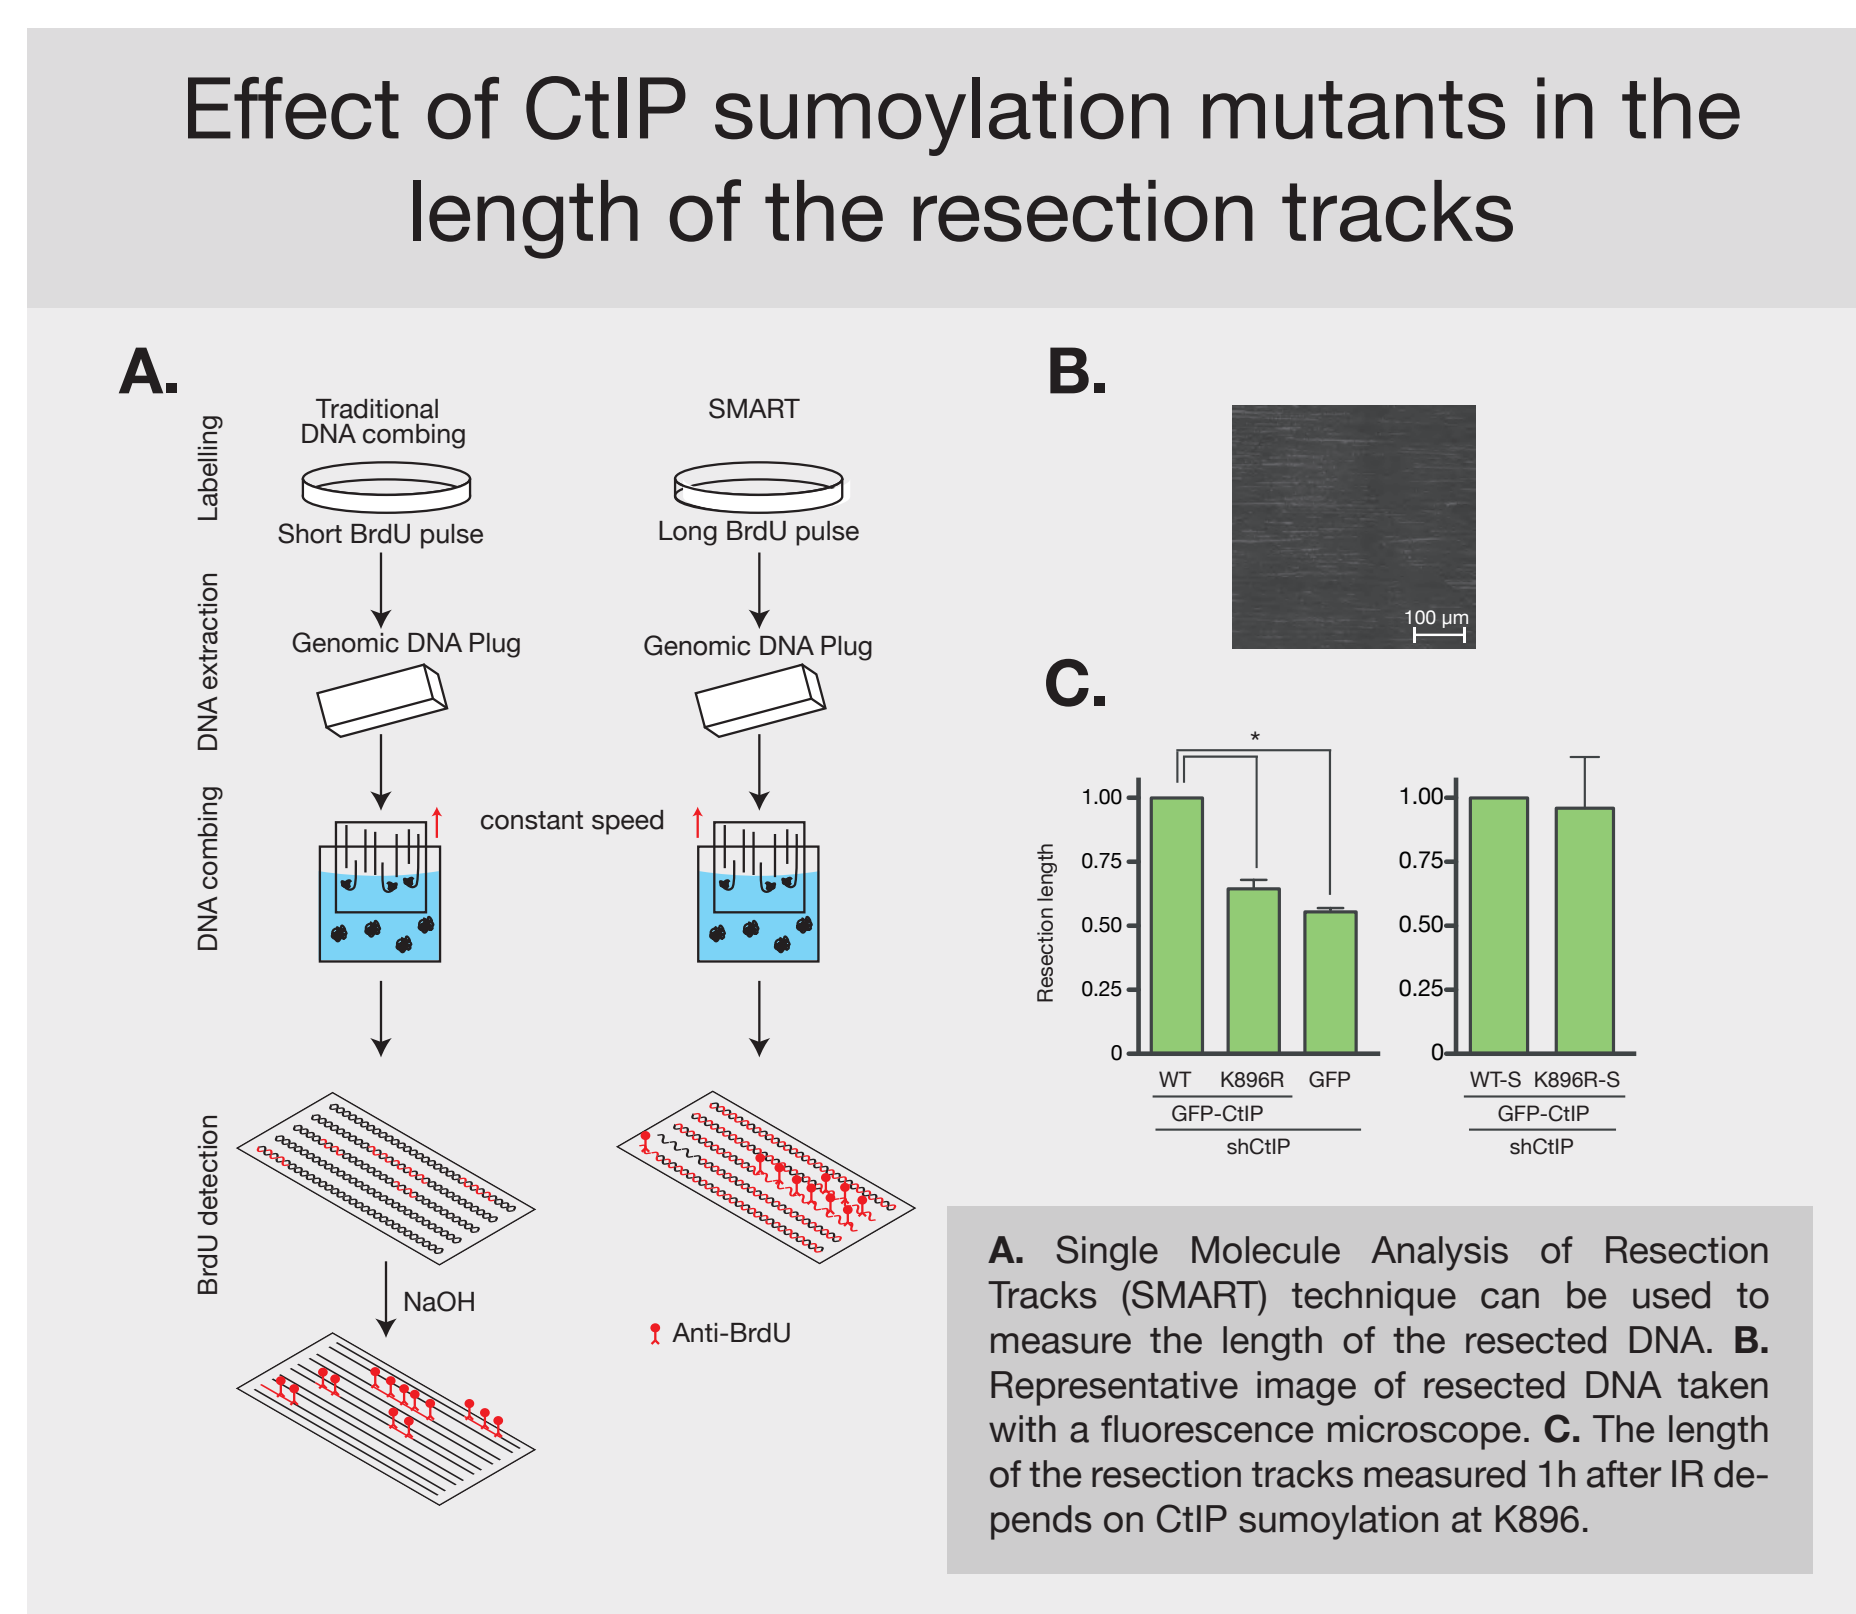 Effect of CtIP sumoylation mutants in the
length of the resection tracks
A.
Labelling
DNA extraction
DNA combing
BrdU detection
Traditional
DNA combing
Short BrdU pulse
Genomic DNA Plug
SMART
Long BrdU pulse
Genomic DNA Plug
constant speed
NaOH
Anti-BrdU
B.
100 µm
C.
Resection length
*
1.00
0.75
0.50
0.25
0
WT K896R GFP
GFP-CtIP
shCtIP
1.00
0.75
0.50
0.25
0
WT-S K896R-S
GFP-CtIP
shCtIP
A. Single Molecule Analysis of Resection
Tracks (SMART) technique can be used to
measure the length of the resected DNA. B.
Representative image of resected DNA taken
with a fluorescence microscope. C. The length
of the resection tracks measured 1h after IR de-
pends on CtIP sumoylation at K896.